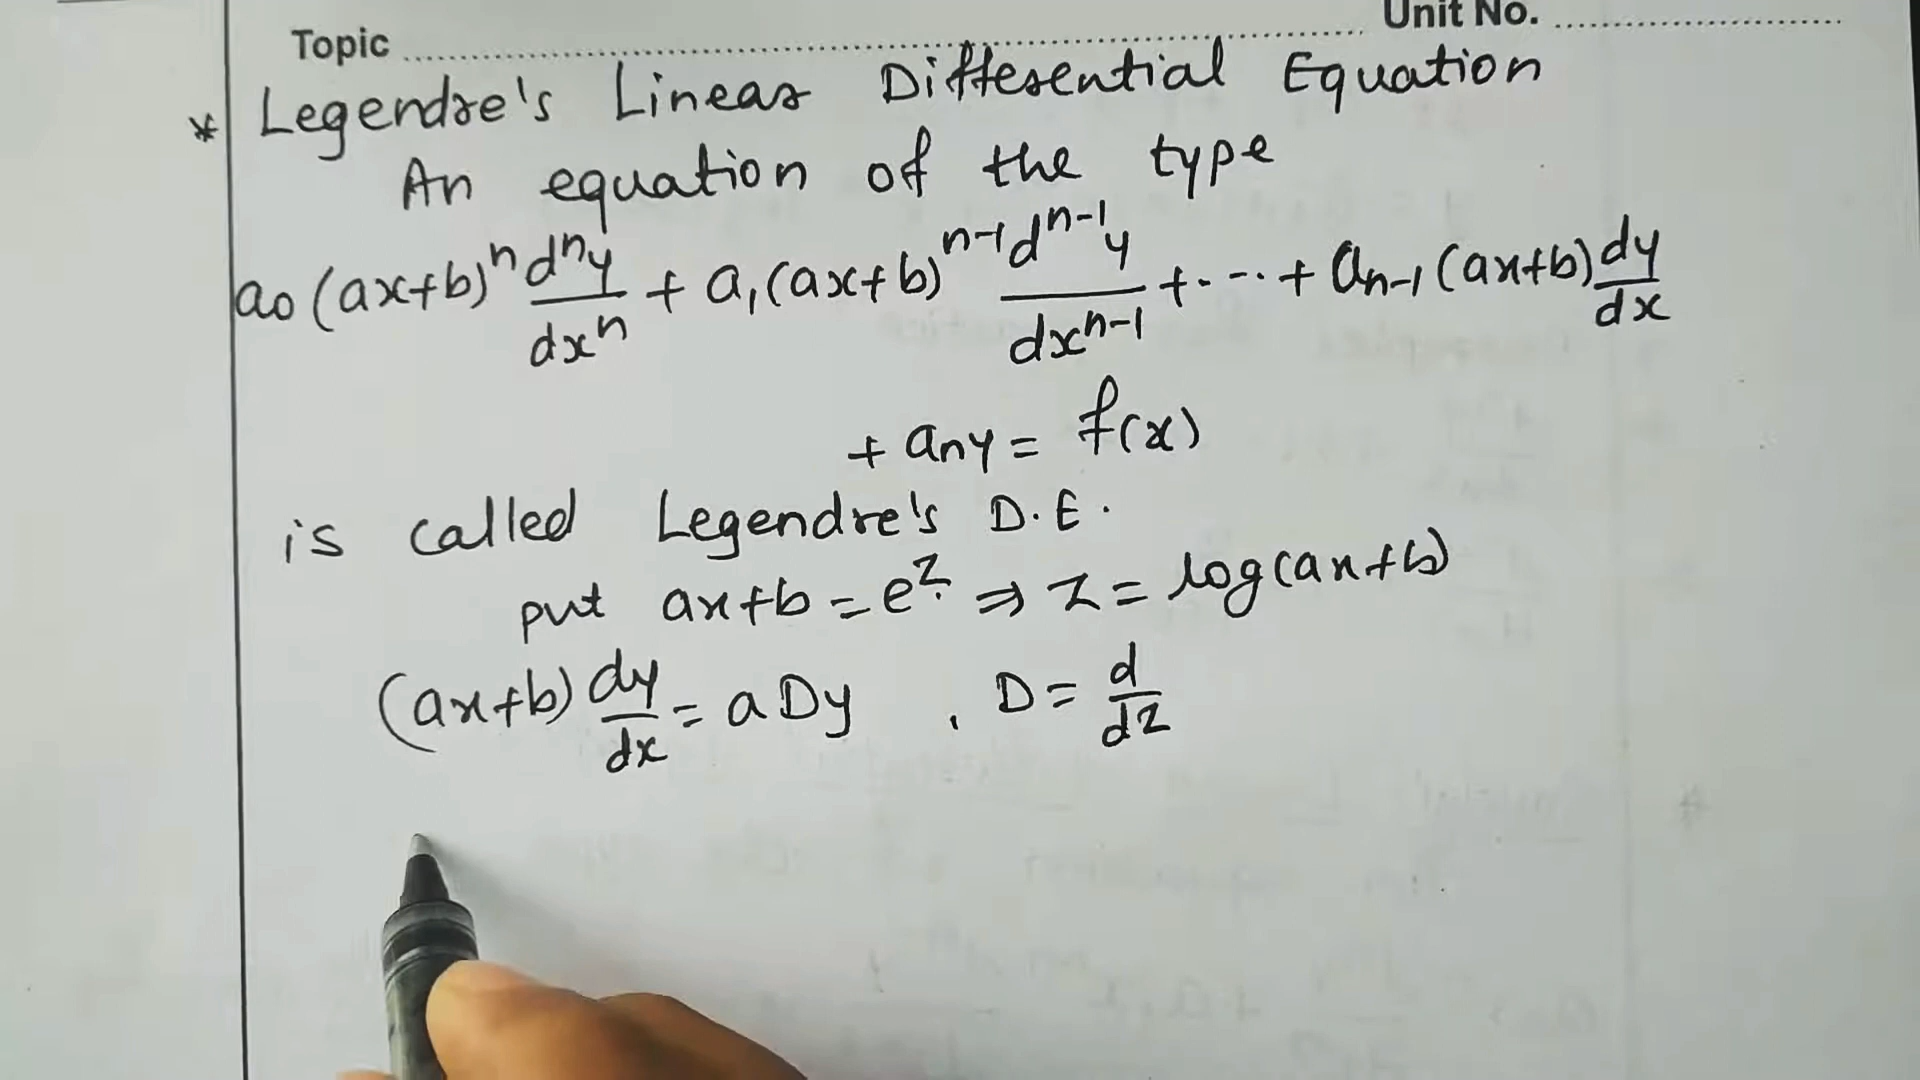 Topic ........ Unit No. ........
* Legendre's Linear Differential Equation
An equation of the type
a₀(ax+b)ⁿ dⁿy/dxⁿ + a₁(ax+b)ⁿ⁻¹ dⁿ⁻¹y/dxⁿ⁻¹ + - - - + aₙ₋₁(ax+b) dy/dx
+ aₙy = f(x)
is called Legendre's D.E.
put ax+b = eᶻ. ⇒ z = log(ax+b)
(ax+b) dy/dx = a Dy , D = d/dz